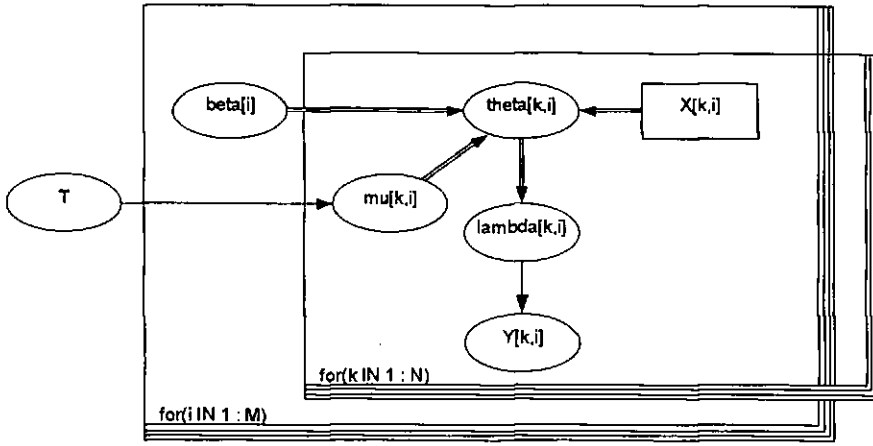 beta[i]
theta[k,i]
X[k,i]
T
mu[k,i]
lambda[k,i]
Y[k,i]
for(k IN 1 : N)
for(i IN 1 : M)